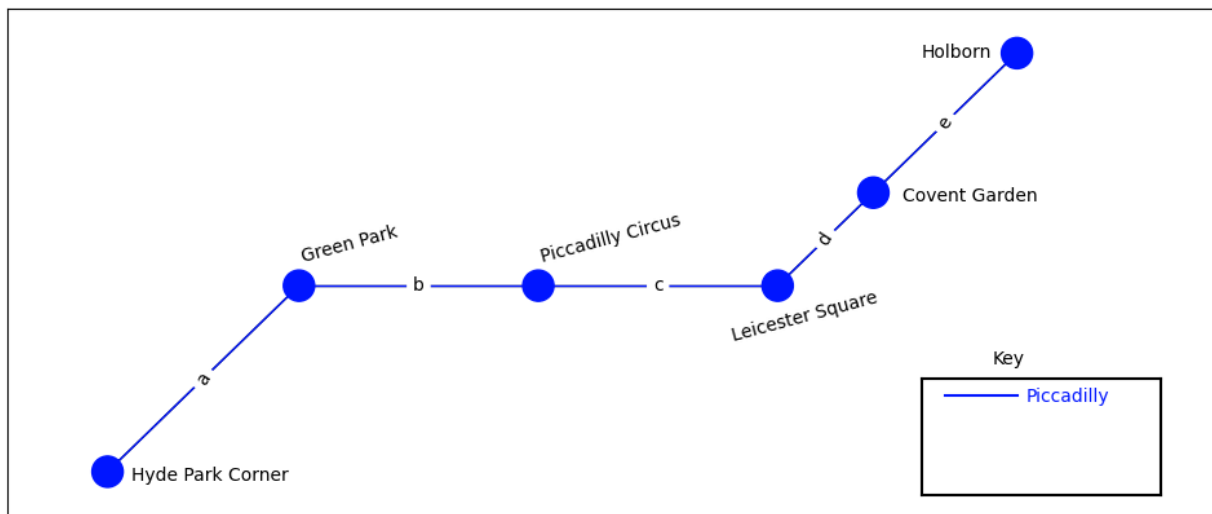 Holborn
e
Covent Garden
d
Piccadilly Circus
Green Park
b
c
Leicester Square
a
Hyde Park Corner
Key
Piccadilly